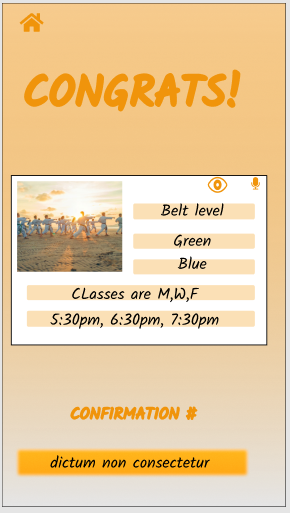 CONGRATS!
Belt level
Green
Blue
CLasses are M,W,F
5:30pm, 6:30pm, 7:30pm
CONFIRMATION #
dictum non consectetur